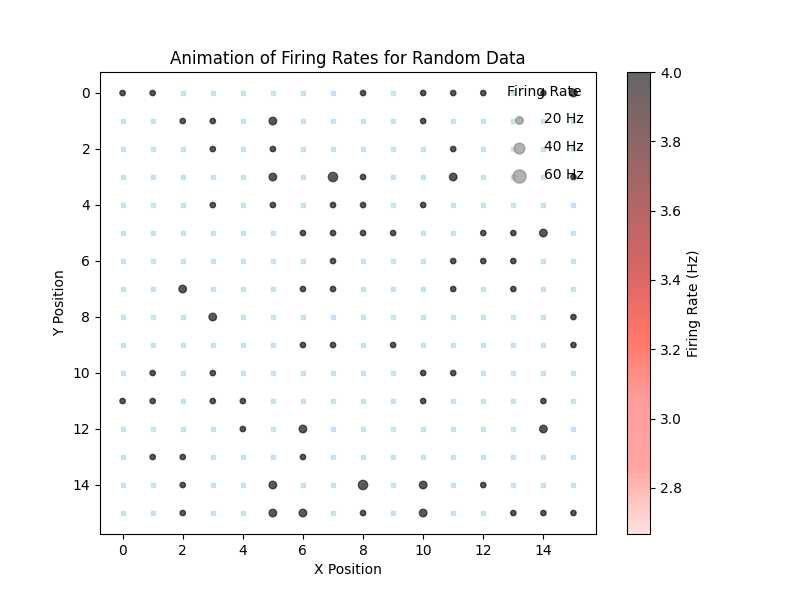 Animation of Firing Rates for Random Data
Firing Rate
20 Hz
40 Hz
60 Hz
0
2
4
6
8
10
12
14
Y Position
0 2 4 6 8 10 12 14
X Position
4.0
3.8
3.6
3.4
3.2
3.0
2.8
Firing Rate (Hz)